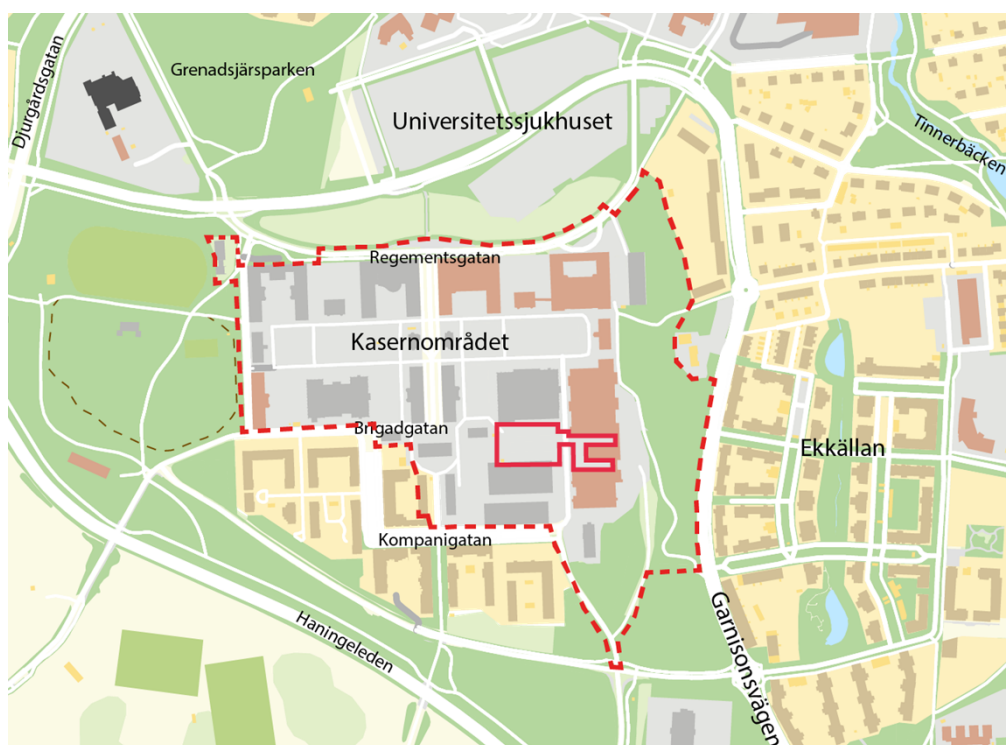 Djurgårdsgatan
Grenadsjärsparken
Universitetssjukhuset
Tinnerbäcken
Regementsgatan
Kasernområdet
Brigadgatan
Ekkällan
Kompanigatan
Haningeleden
Garnisonsvägen